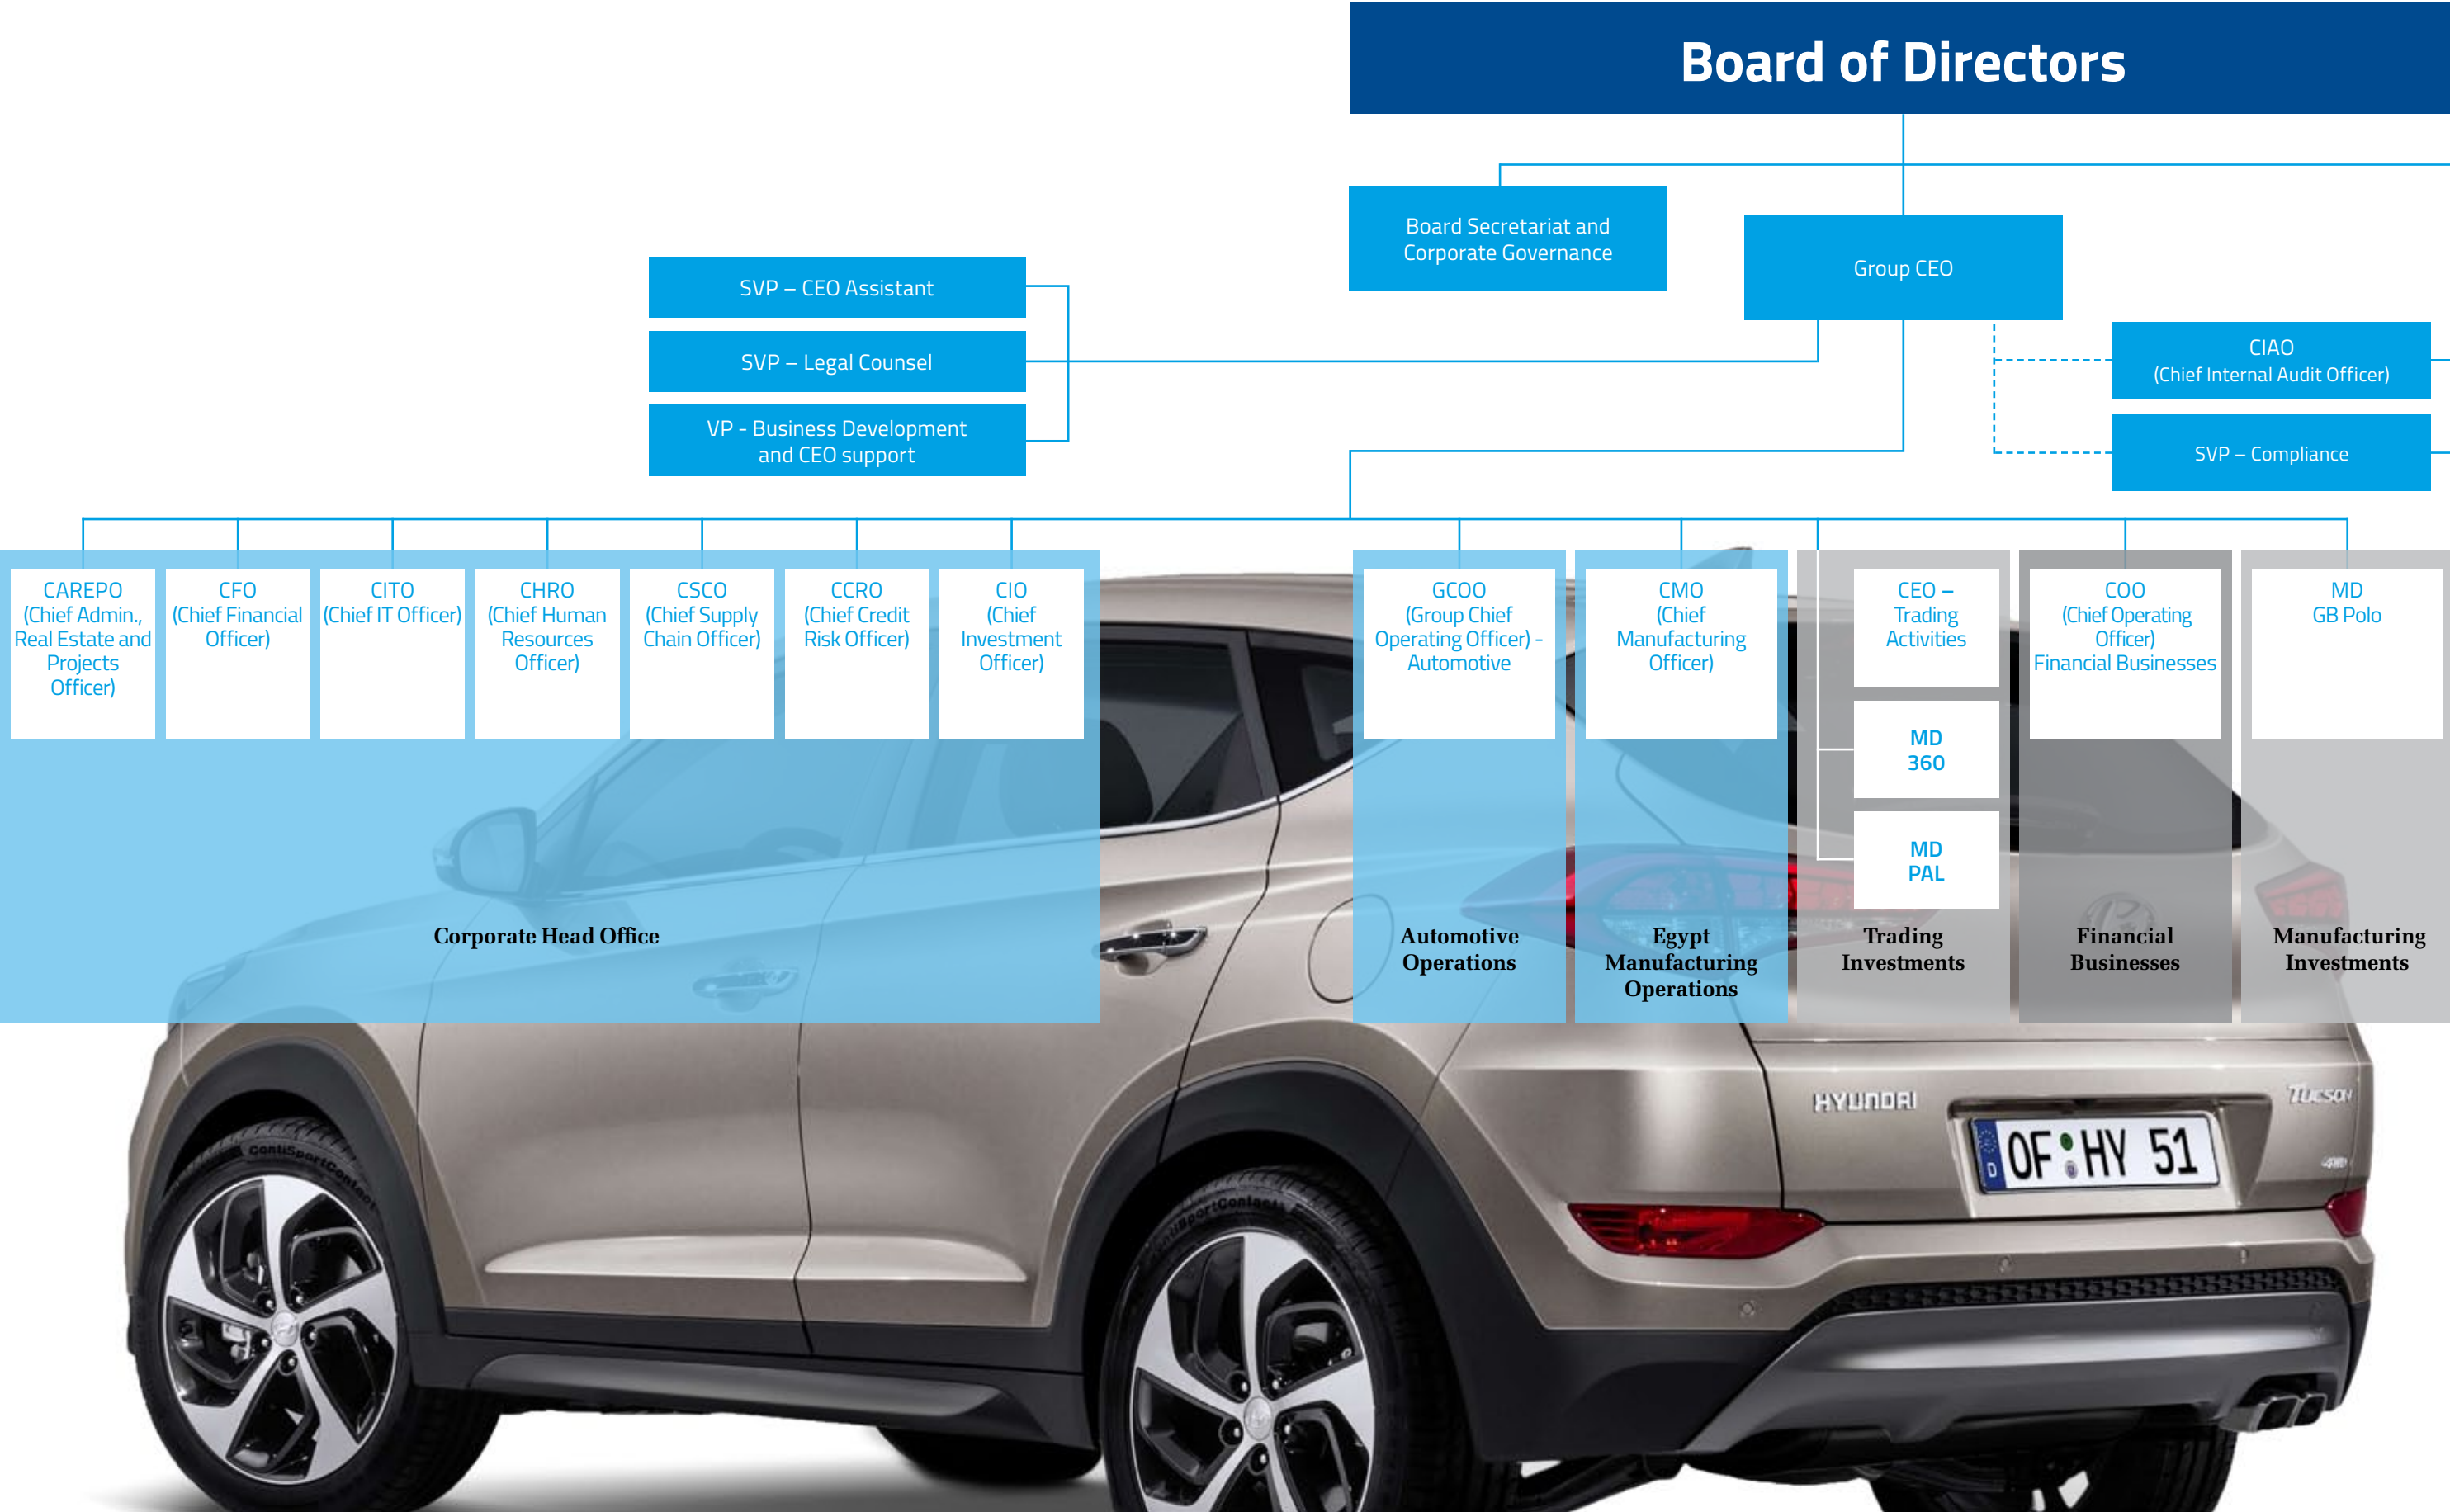 Board of Directors
Board Secretariat and
Corporate Governance
Group CEO
SVP – CEO Assistant
SVP – Legal Counsel
VP - Business Development
and CEO support
CIAO
(Chief Internal Audit Officer)
SVP – Compliance
CAREPO
(Chief Admin.,
Real Estate and
Projects
Officer)
CFO
(Chief Financial
Officer)
CITO
(Chief IT Officer)
CHRO
(Chief Human
Resources
Officer)
CSCO
(Chief Supply
Chain Officer)
CCRO
(Chief Credit
Risk Officer)
CIO
(Chief
Investment
Officer)
Corporate Head Office
GCOO
(Group Chief
Operating Officer) -
Automotive
Automotive
Operations
CMO
(Chief
Manufacturing
Officer)
Egypt
Manufacturing
Operations
CEO –
Trading
Activities
MD
360
MD
PAL
Trading
Investments
COO
(Chief Operating
Officer)
Financial Businesses
Financial
Businesses
MD
GB Polo
Manufacturing
Investments
HYUNDAI
TUCSON
D
OF HY 51
4WD
ContiSportContact
ContiSportContact